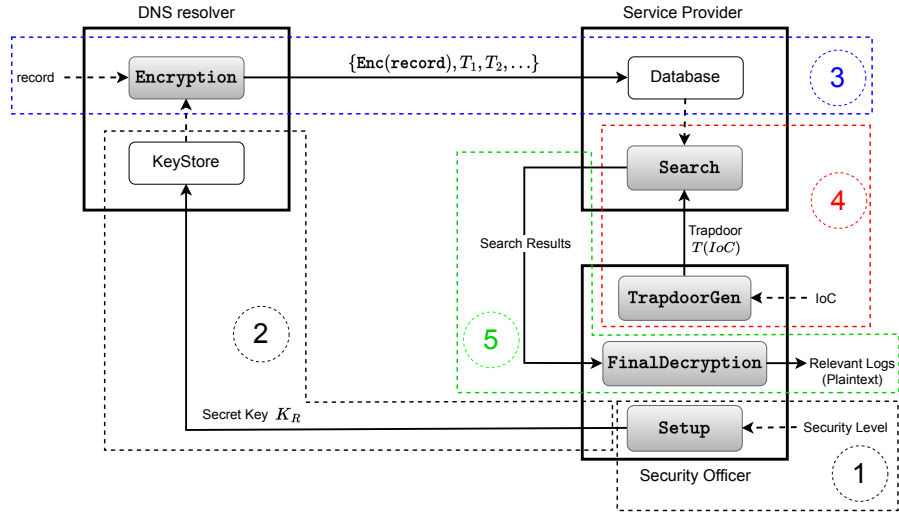 DNS resolver
Service Provider
record
Encryption
{Enc(record), T₁, T₂, ...}
Database
3
KeyStore
Search
4
Search Results
Trapdoor
T(IoC)
TrapdoorGen
IoC
2
5
FinalDecryption
Relevant Logs
(Plaintext)
Secret Key K_R
Setup
Security Level
1
Security Officer